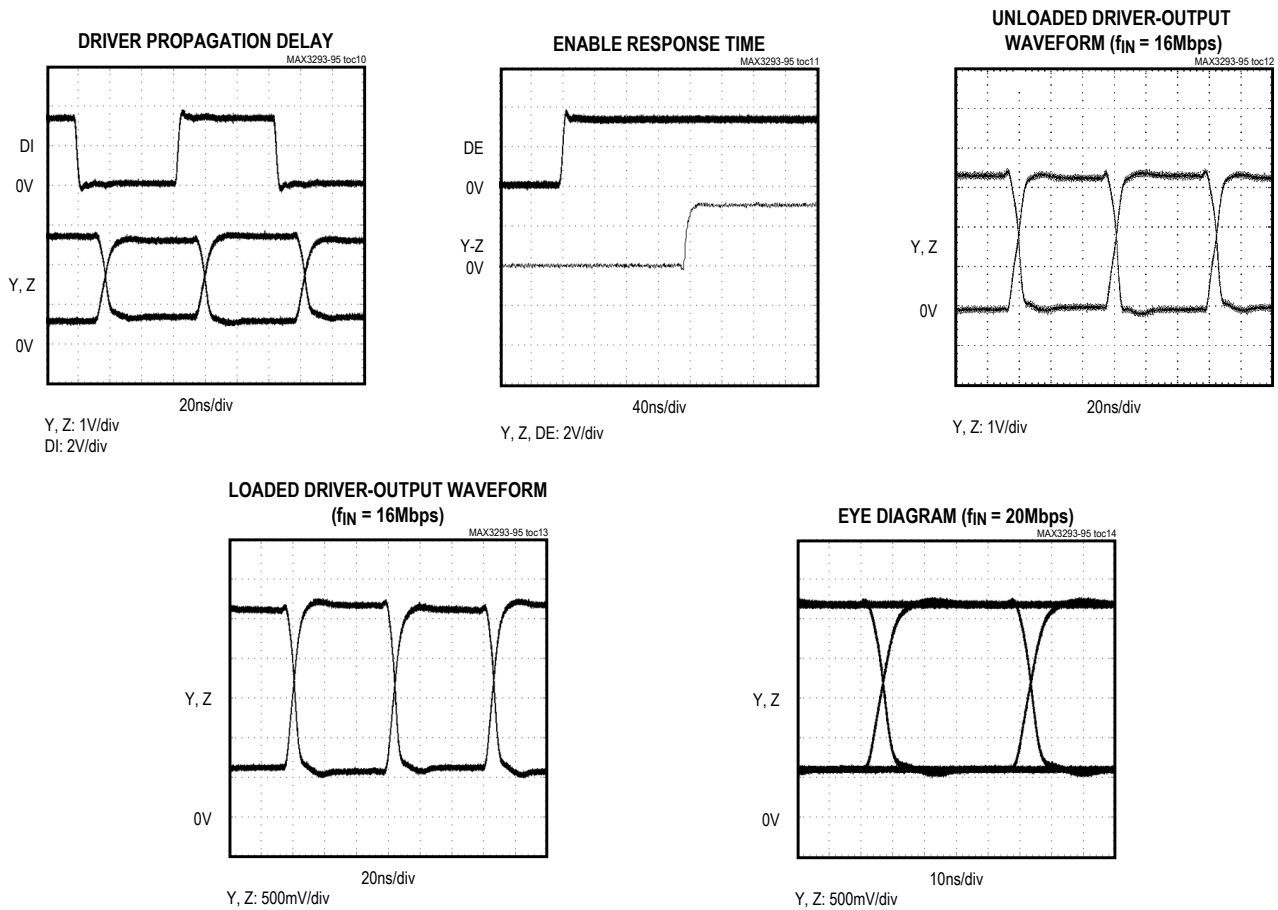 DRIVER PROPAGATION DELAY
MAX3293-95 toc10
DI
0V
Y, Z
0V
20ns/div
Y, Z: 1V/div
DI: 2V/div
ENABLE RESPONSE TIME
MAX3293-95 toc11
DE
0V
Y-Z
0V
40ns/div
Y, Z, DE: 2V/div
UNLOADED DRIVER-OUTPUT
WAVEFORM (fIN = 16Mbps)
MAX3293-95 toc12
Y, Z
0V
20ns/div
Y, Z: 1V/div
LOADED DRIVER-OUTPUT WAVEFORM
(fIN = 16Mbps)
MAX3293-95 toc13
Y, Z
0V
20ns/div
Y, Z: 500mV/div
EYE DIAGRAM (fIN = 20Mbps)
MAX3293-95 toc14
Y, Z
0V
10ns/div
Y, Z: 500mV/div